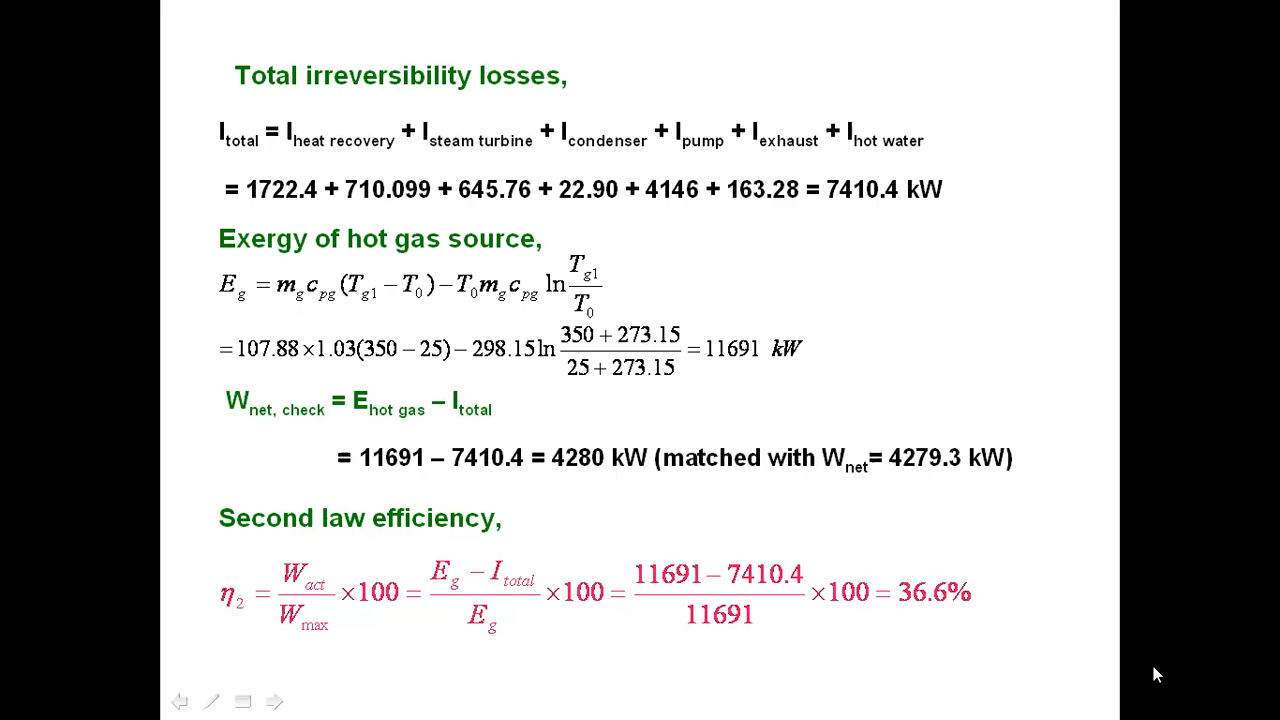 Total irreversibility losses,
I_total = I_heat recovery + I_steam turbine + I_condenser + I_pump + I_exhaust + I_hot water
= 1722.4 + 710.099 + 645.76 + 22.90 + 4146 + 163.28 = 7410.4 kW
Exergy of hot gas source,
E_g = m_g c_pg (T_g1 − T_0) − T_0 m_g c_pg ln T_g1 / T_0
= 107.88 × 1.03(350 − 25) − 298.15 ln 350 + 273.15 / 25 + 273.15 = 11691 kW
W_net, check = E_hot gas – I_total
= 11691 – 7410.4 = 4280 kW (matched with W_net = 4279.3 kW)
Second law efficiency,
η_2 = W_act / W_max × 100 = E_g − I_total / E_g × 100 = 11691 − 7410.4 / 11691 × 100 = 36.6%